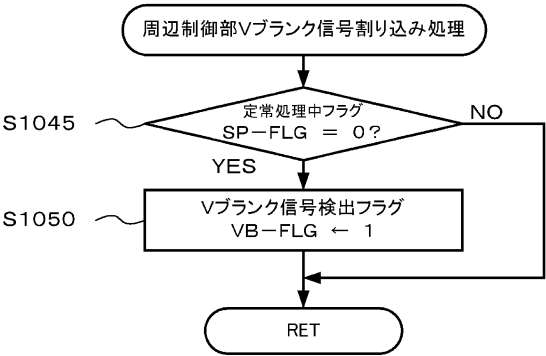 周辺制御部Vブランク信号割り込み処理
S1045
定常処理中フラグ
SP-FLG = 0?
NO
YES
S1050
Vブランク信号検出フラグ
VB-FLG ← 1
RET